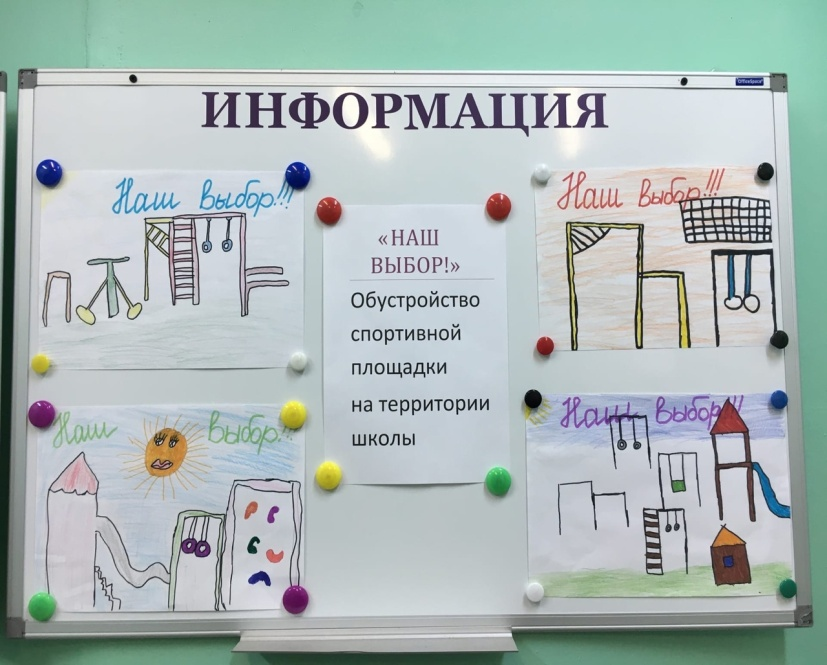 ИНФОРМАЦИЯ
Наш выбор!!!
«НАШ
ВЫБОР!»
Обустройство
спортивной
площадки
на территории
школы
Наш выбор!!!
Наш выбор!!!
Наш выбор!!!